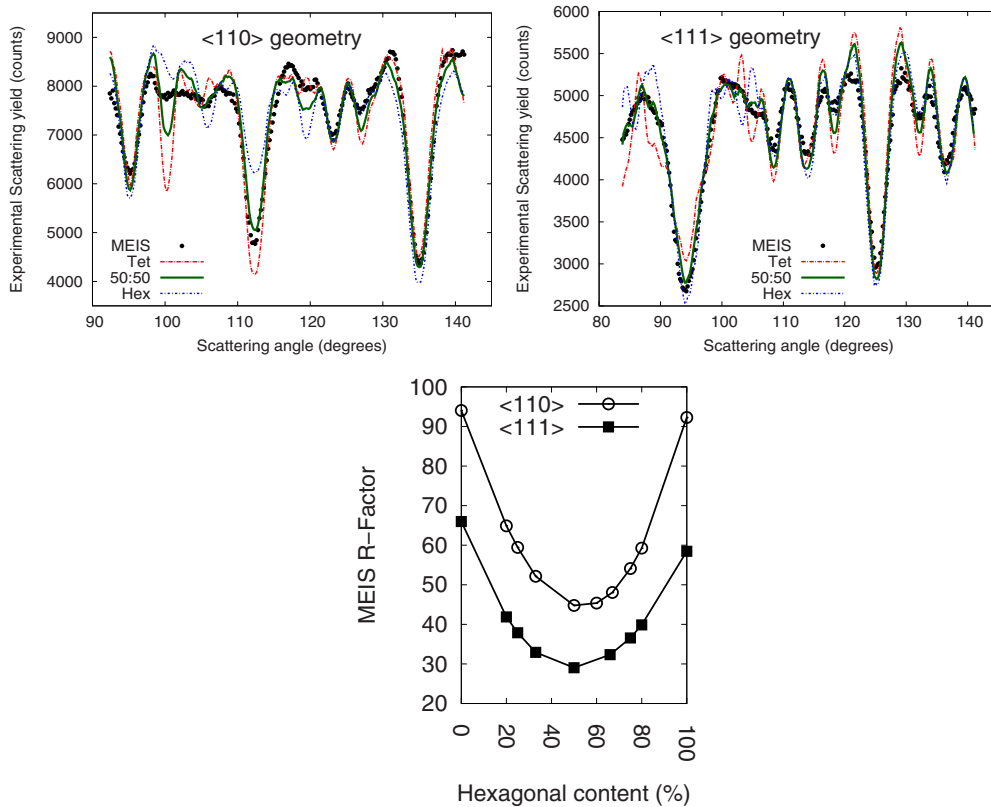 <110> geometry
Experimental Scattering yield (counts)
9000
8000
7000
6000
5000
4000
MEIS
Tet
50:50
Hex
90 100 110 120 130 140
Scattering angle (degrees)
<111> geometry
Experimental Scattering yield (counts)
6000
5500
5000
4500
4000
3500
3000
2500
MEIS
Tet
50:50
Hex
80 90 100 110 120 130 140
Scattering angle (degrees)
MEIS R-Factor
100
90
80
70
60
50
40
30
20
<110>
<111>
0 20 40 60 80 100
Hexagonal content (%)